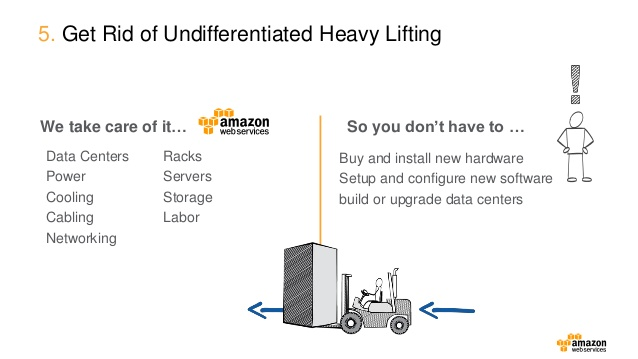 5. Get Rid of Undifferentiated Heavy Lifting
We take care of it…
amazon
webservices
Data Centers
Power
Cooling
Cabling
Networking
Racks
Servers
Storage
Labor
So you don’t have to …
Buy and install new hardware
Setup and configure new software
build or upgrade data centers
!
amazon
webservices